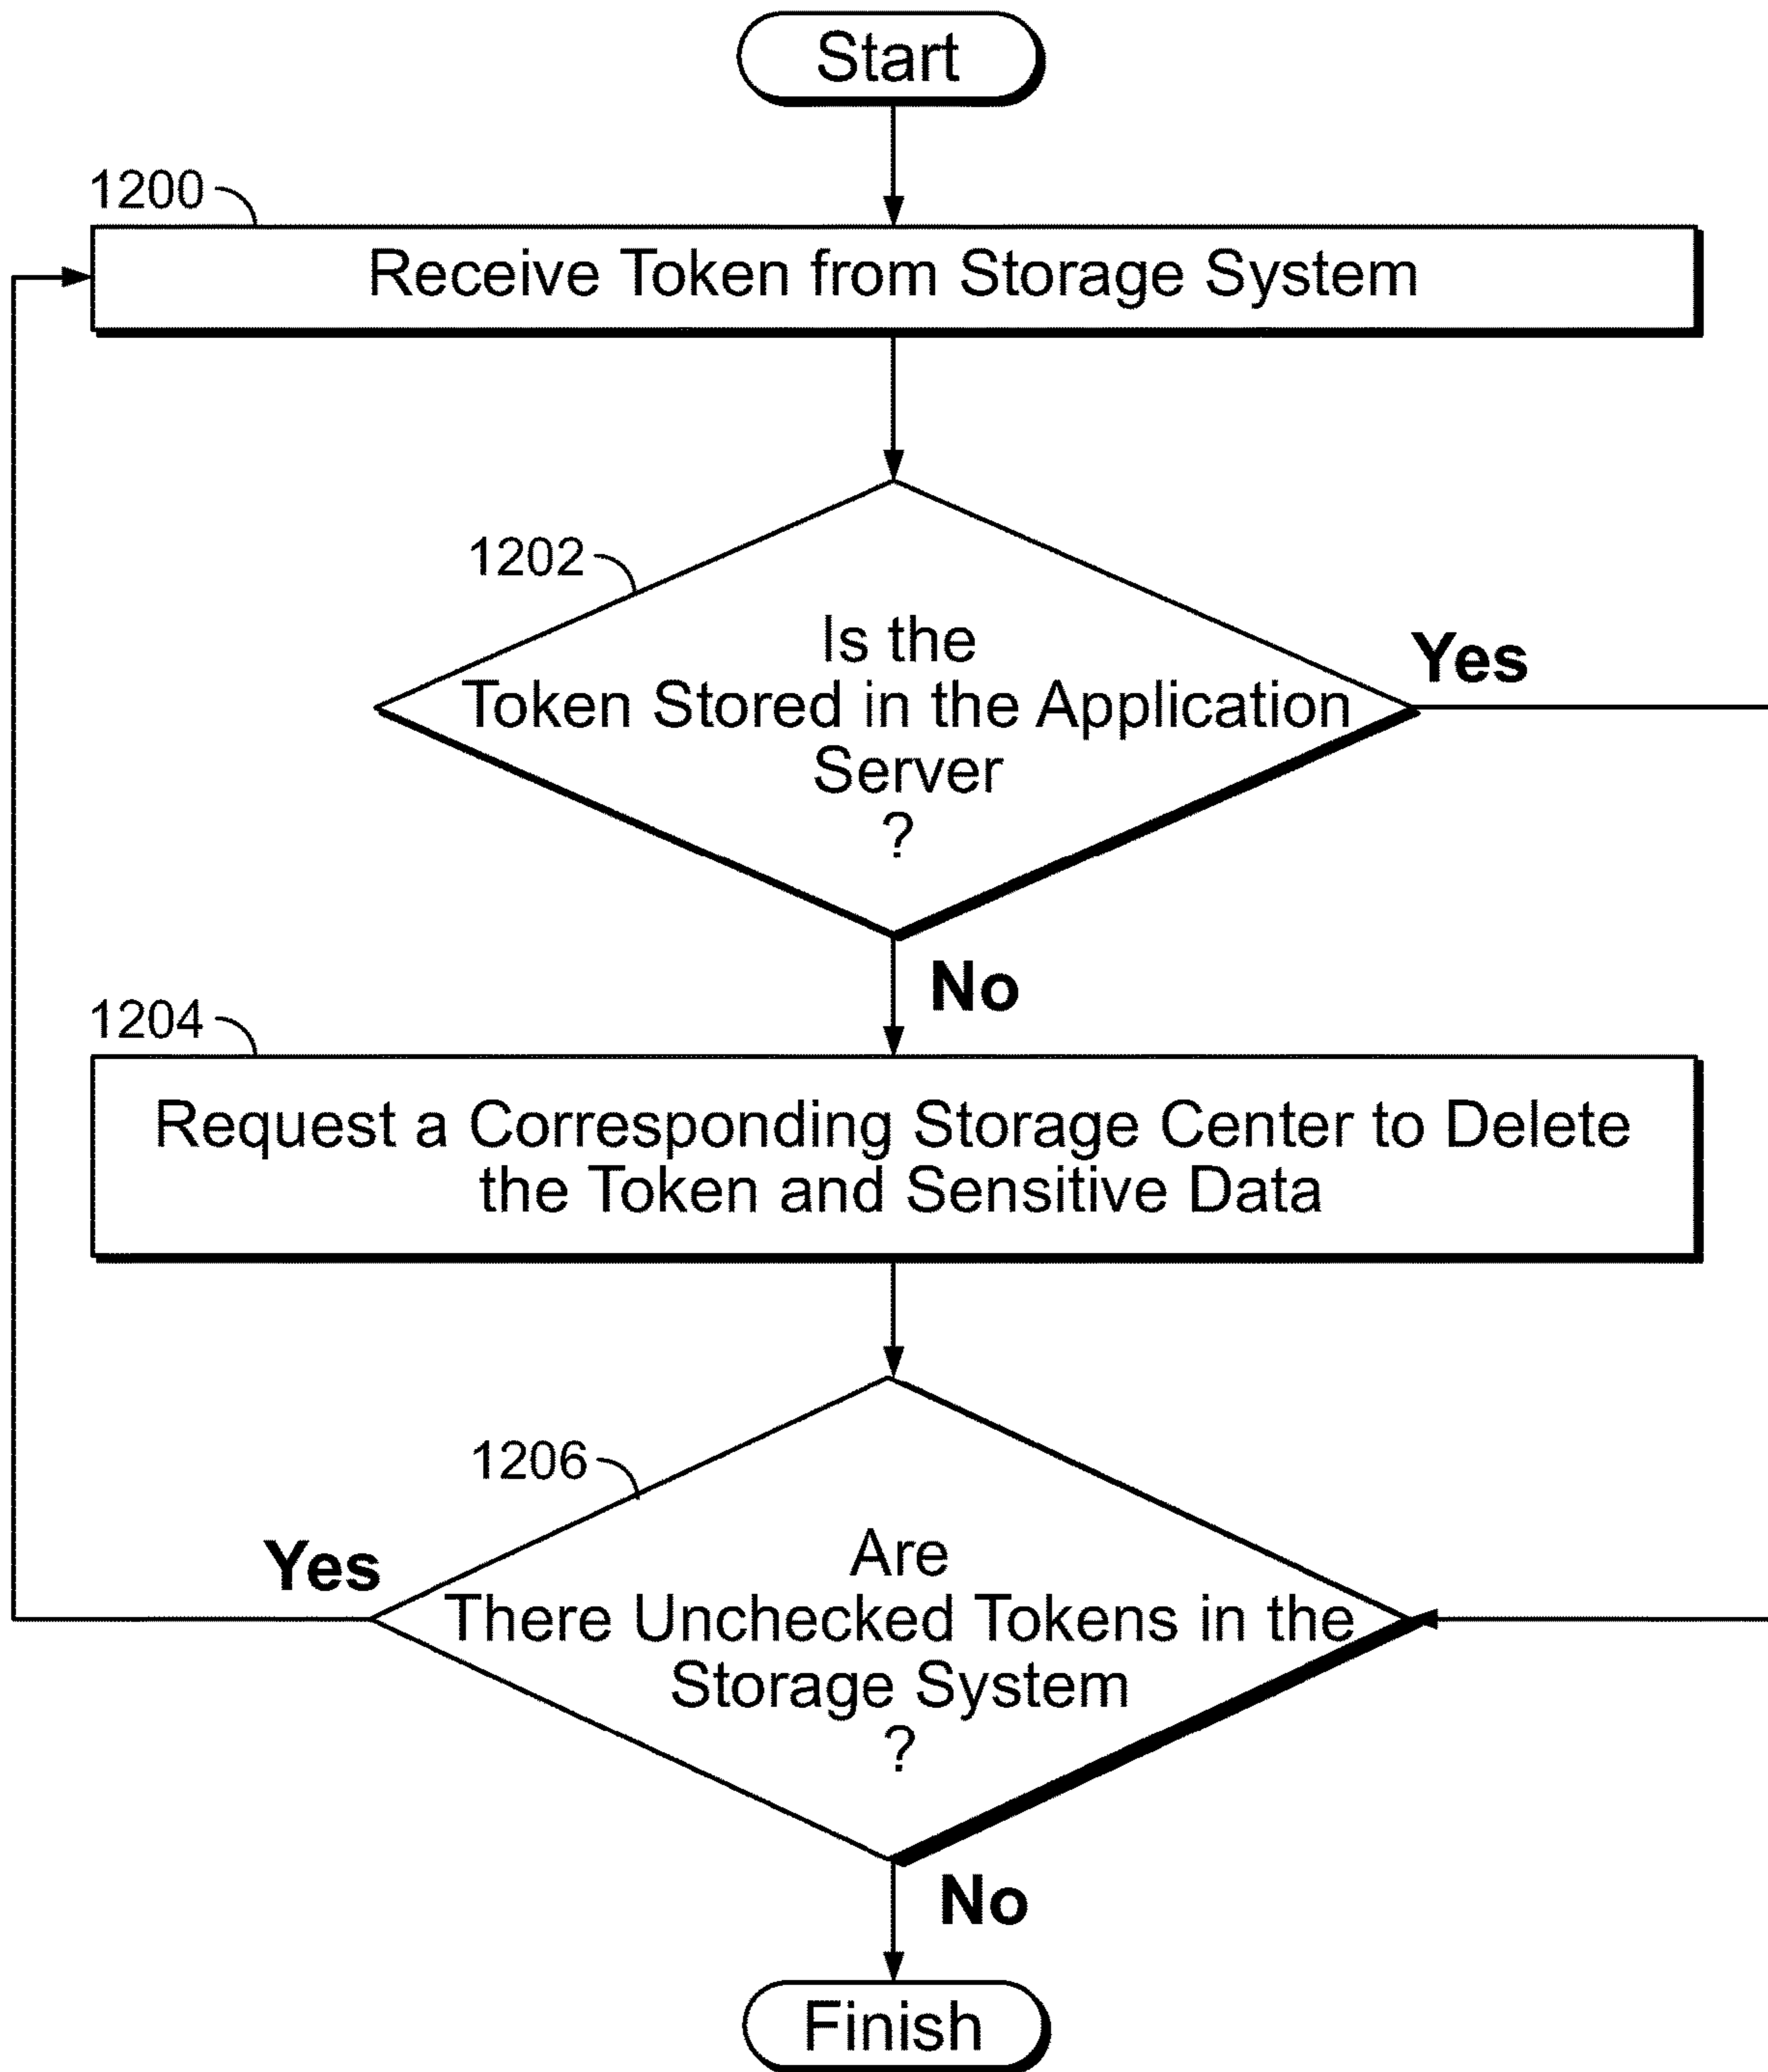 Start
1200
Receive Token from Storage System
1202
Is the
Token Stored in the Application
Server
?
Yes
No
1204
Request a Corresponding Storage Center to Delete
the Token and Sensitive Data
1206
Are
There Unchecked Tokens in the
Storage System
?
Yes
No
Finish